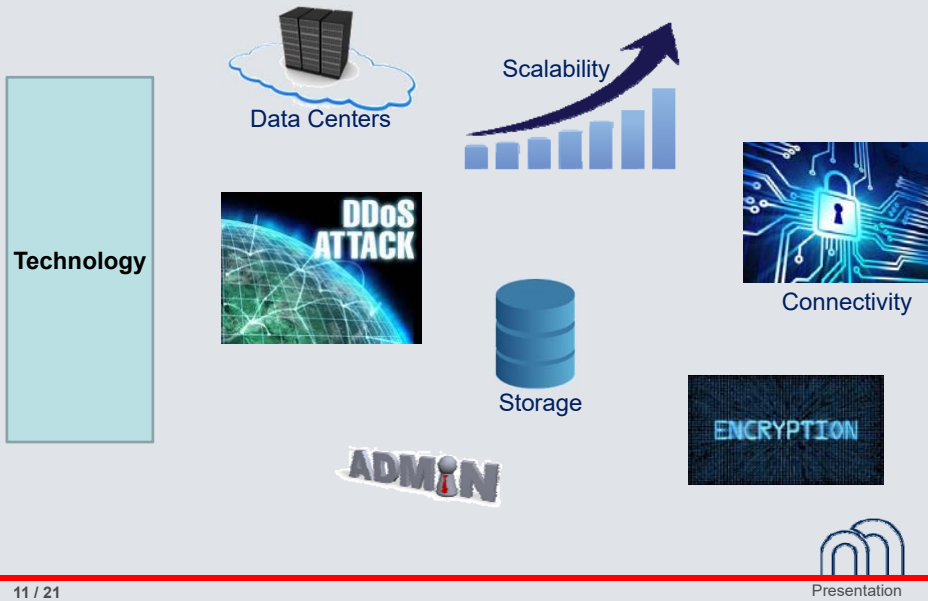 Data Centers
Scalability
Technology
DDoS
ATTACK
Connectivity
Storage
ENCRYPTION
ADMIN
11 / 21
Presentation